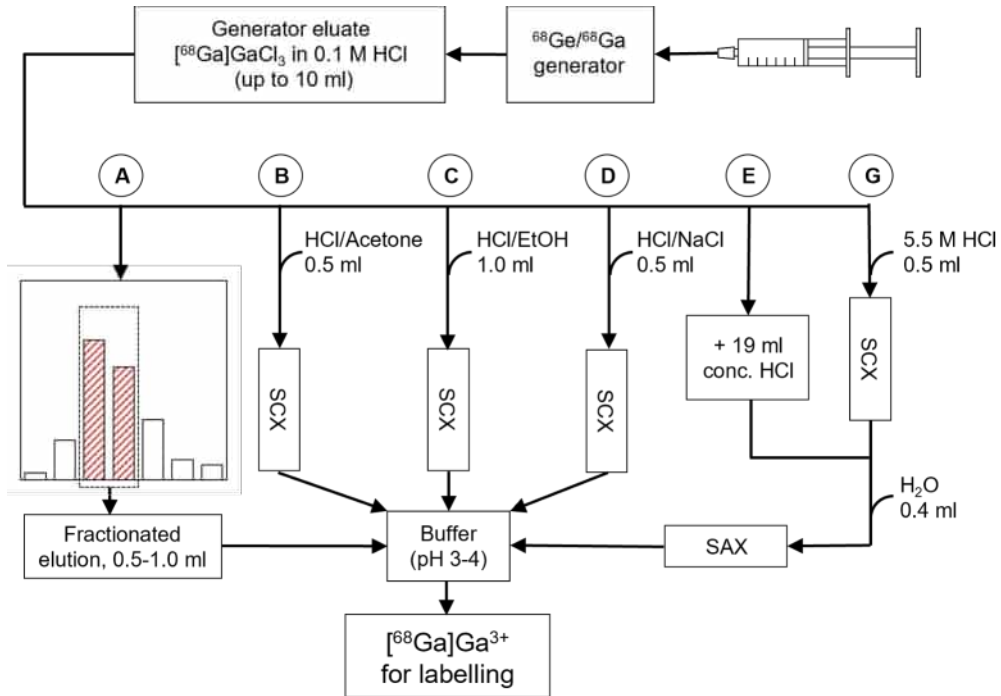 Generator eluate
[⁶⁸Ga]GaCl₃ in 0.1 M HCl
(up to 10 ml)
⁶⁸Ge/⁶⁸Ga
generator
A
B
C
D
E
G
HCl/Acetone
0.5 ml
HCl/EtOH
1.0 ml
HCl/NaCl
0.5 ml
5.5 M HCl
0.5 ml
+ 19 ml
conc. HCl
SCX
SCX
SCX
SCX
H₂O
0.4 ml
Fractionated
elution, 0.5-1.0 ml
Buffer
(pH 3-4)
SAX
[⁶⁸Ga]Ga³⁺
for labelling